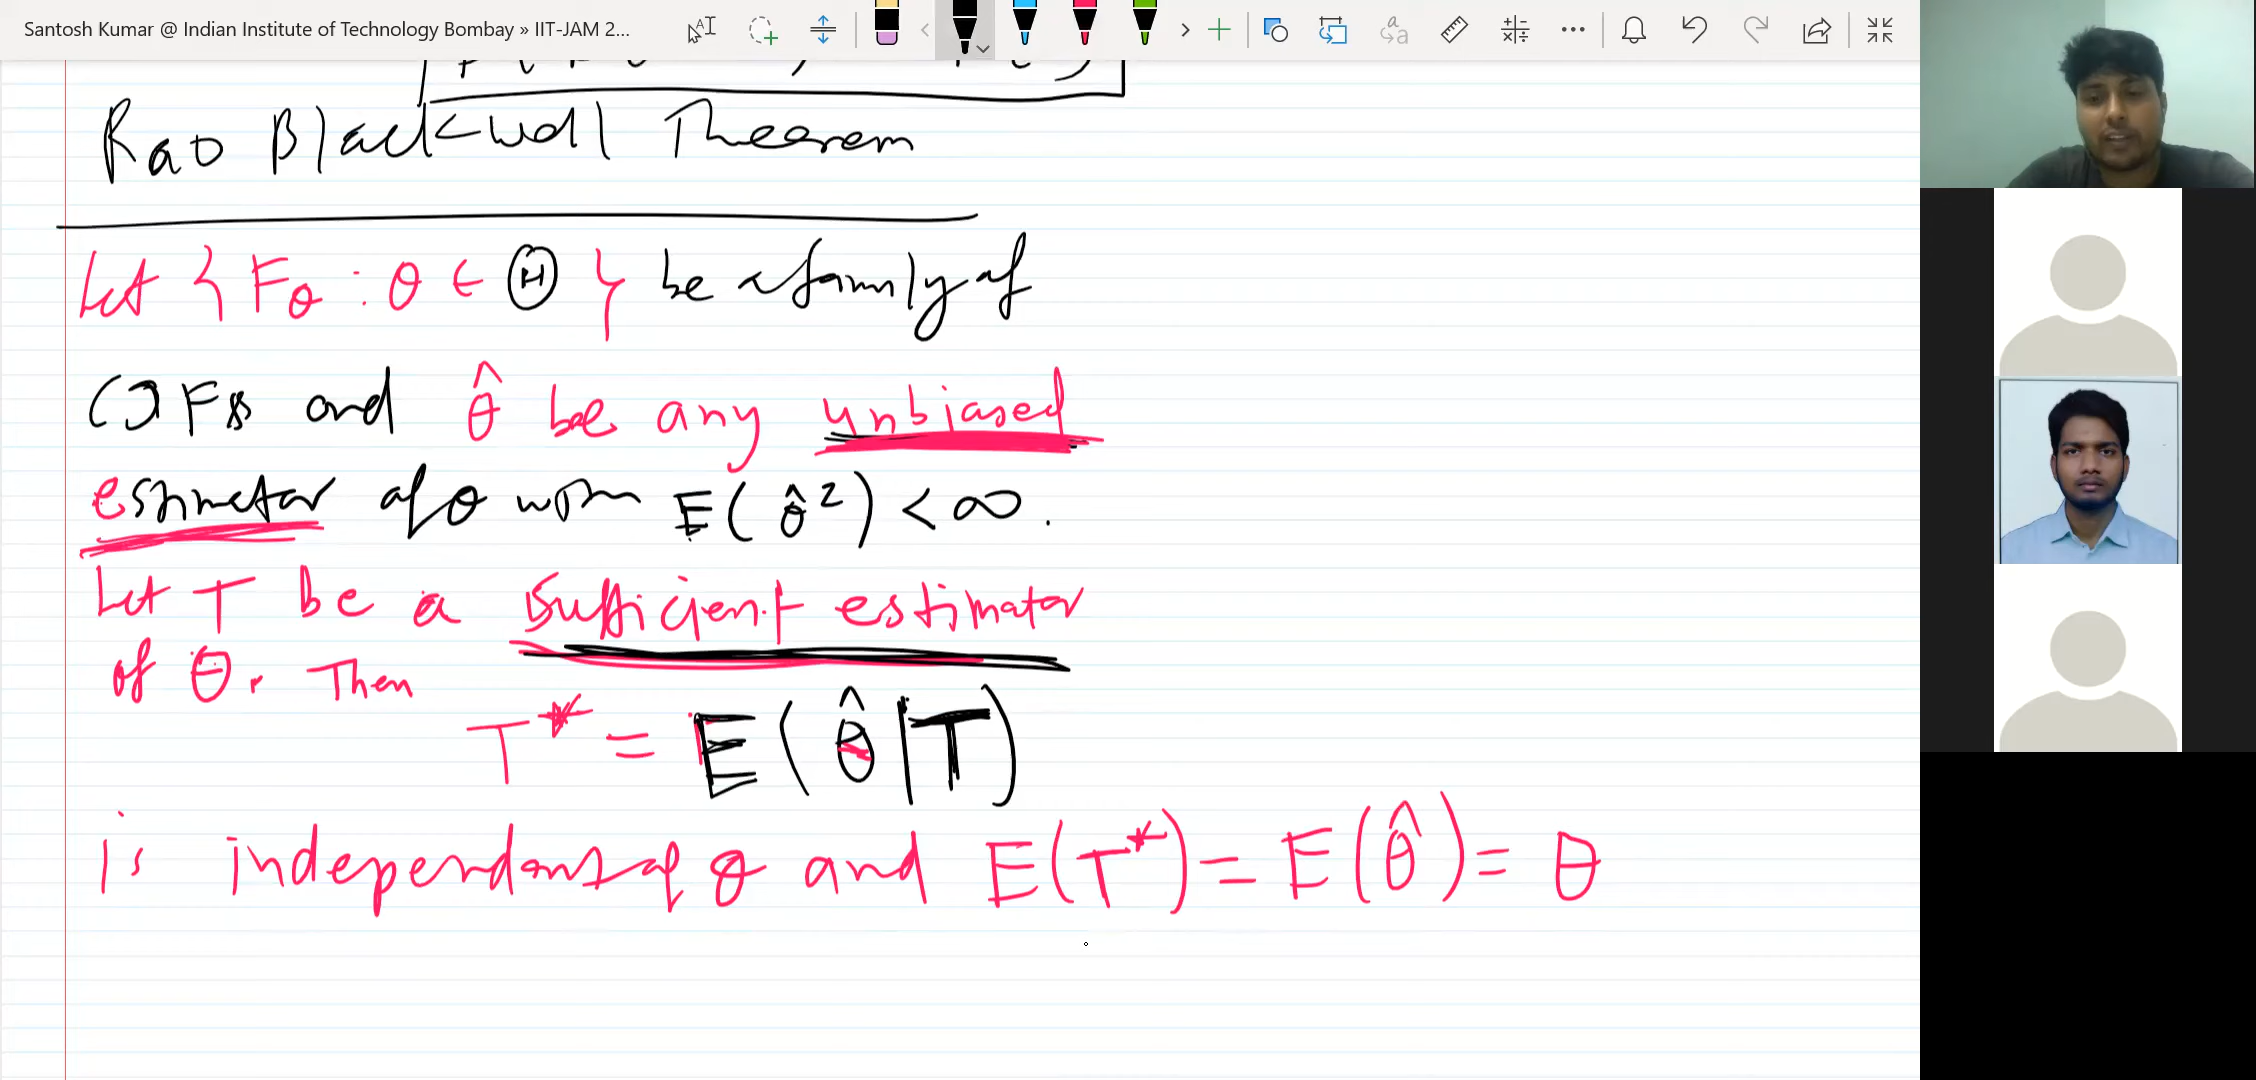 Santosh Kumar @ Indian Institute of Technology Bombay » IIT-JAM 2...
Rao Blackwell Theorem
Let { Fθ : θ ∈ Ⓗ } be a family of
CDFs and θ̂ be any unbiased
estimator of θ with E(θ̂²) < ∞.
Let T be a sufficient estimator
of θ. Then
T* = E(θ̂|T)
is independent of θ and E(T*) = E(θ̂) = θ